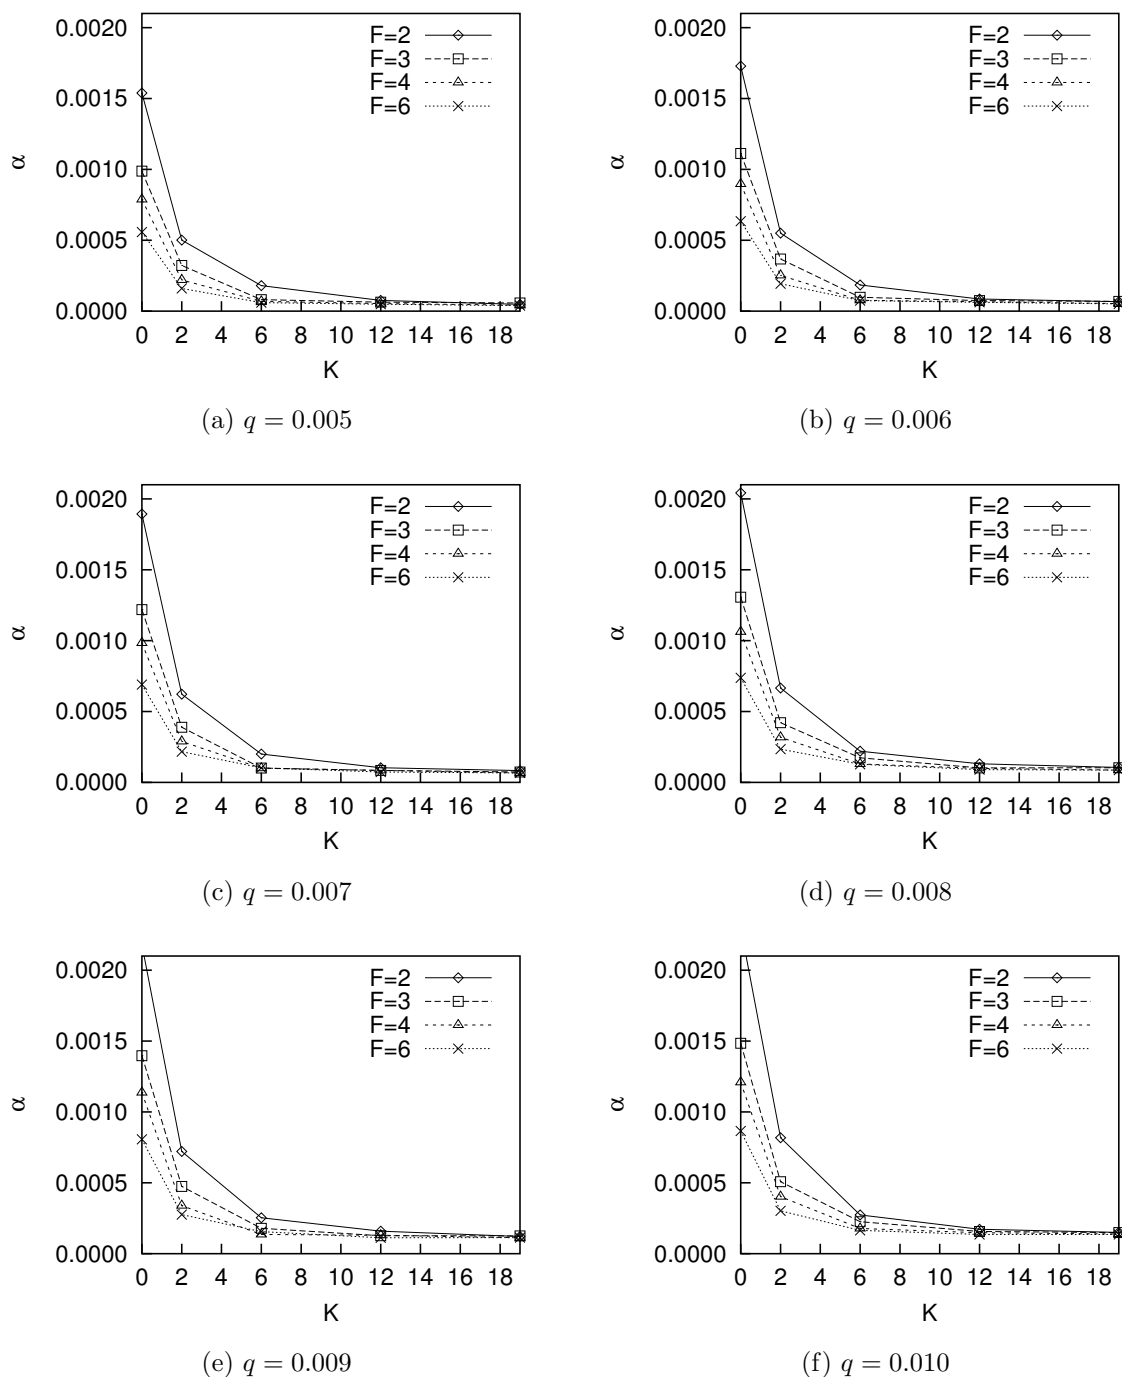 0.0020
0.0015
0.0010
0.0005
0.0000
α
0 2 4 6 8 10 12 14 16 18
K
F=2
F=3
F=4
F=6
(a) q = 0.005
0.0020
0.0015
0.0010
0.0005
0.0000
α
0 2 4 6 8 10 12 14 16 18
K
F=2
F=3
F=4
F=6
(b) q = 0.006
0.0020
0.0015
0.0010
0.0005
0.0000
α
0 2 4 6 8 10 12 14 16 18
K
F=2
F=3
F=4
F=6
(c) q = 0.007
0.0020
0.0015
0.0010
0.0005
0.0000
α
0 2 4 6 8 10 12 14 16 18
K
F=2
F=3
F=4
F=6
(d) q = 0.008
0.0020
0.0015
0.0010
0.0005
0.0000
α
0 2 4 6 8 10 12 14 16 18
K
F=2
F=3
F=4
F=6
(e) q = 0.009
0.0020
0.0015
0.0010
0.0005
0.0000
α
0 2 4 6 8 10 12 14 16 18
K
F=2
F=3
F=4
F=6
(f) q = 0.010